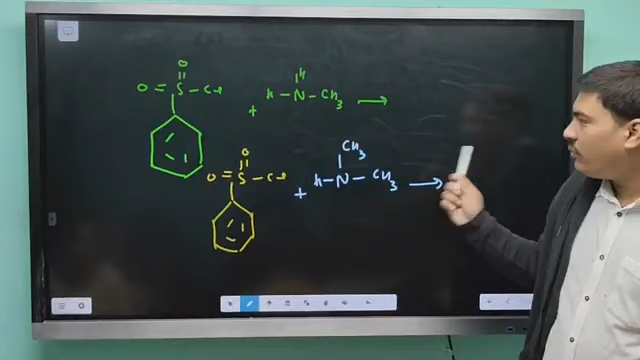 O
O = S - Cl + H - N - CH3 →
H
O
O = S - Cl + H - N - CH3 →
CH3